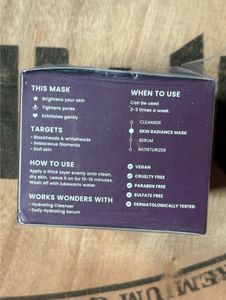 THIS MASK
Brightens your skin
Tightens pores
Exfoliates gently
TARGETS
• Blackheads & whiteheads
• Sebaceous filaments
• Dull skin
HOW TO USE
Apply a thick layer evenly onto clean,
dry skin. Leave it on for 10-15 minutes.
Wash off with lukewarm water.
WORKS WONDERS WITH
• Hydrating Cleanser
• Daily Hydrating Serum
WHEN TO USE
Can be used
2-3 times a week.
CLEANSER
SKIN RADIANCE MASK
SERUM
MOISTURIZER
VEGAN
CRUELTY FREE
PARABEN FREE
SULFATE FREE
DERMATOLOGICALLY TESTED